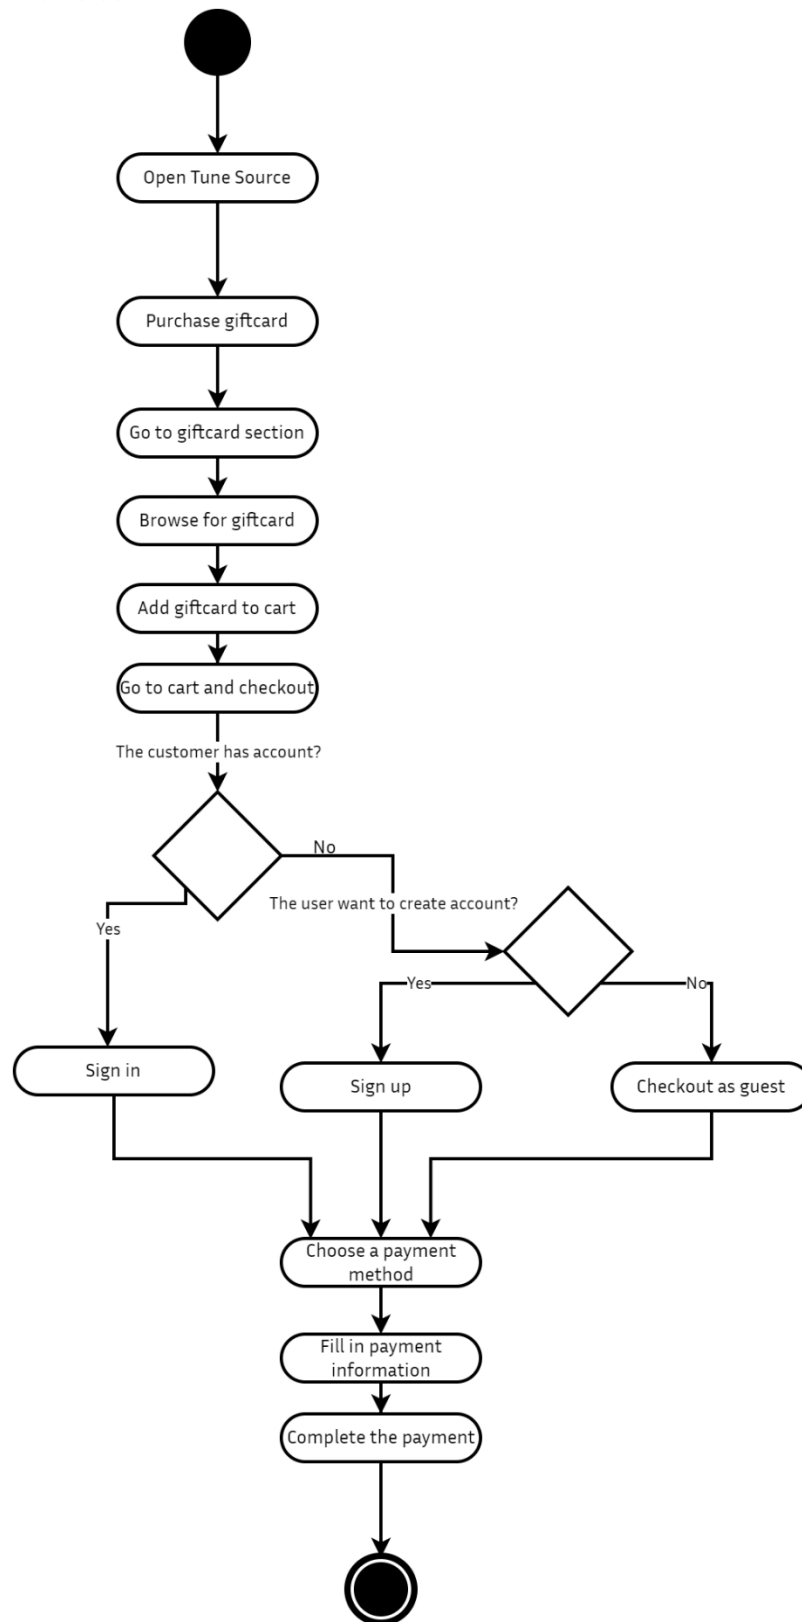 Open Tune Source
Purchase giftcard
Go to giftcard section
Browse for giftcard
Add giftcard to cart
Go to cart and checkout
The customer has account?
No
The user want to create account?
Yes
Yes
No
Sign in
Sign up
Checkout as guest
Choose a payment
method
Fill in payment
information
Complete the payment